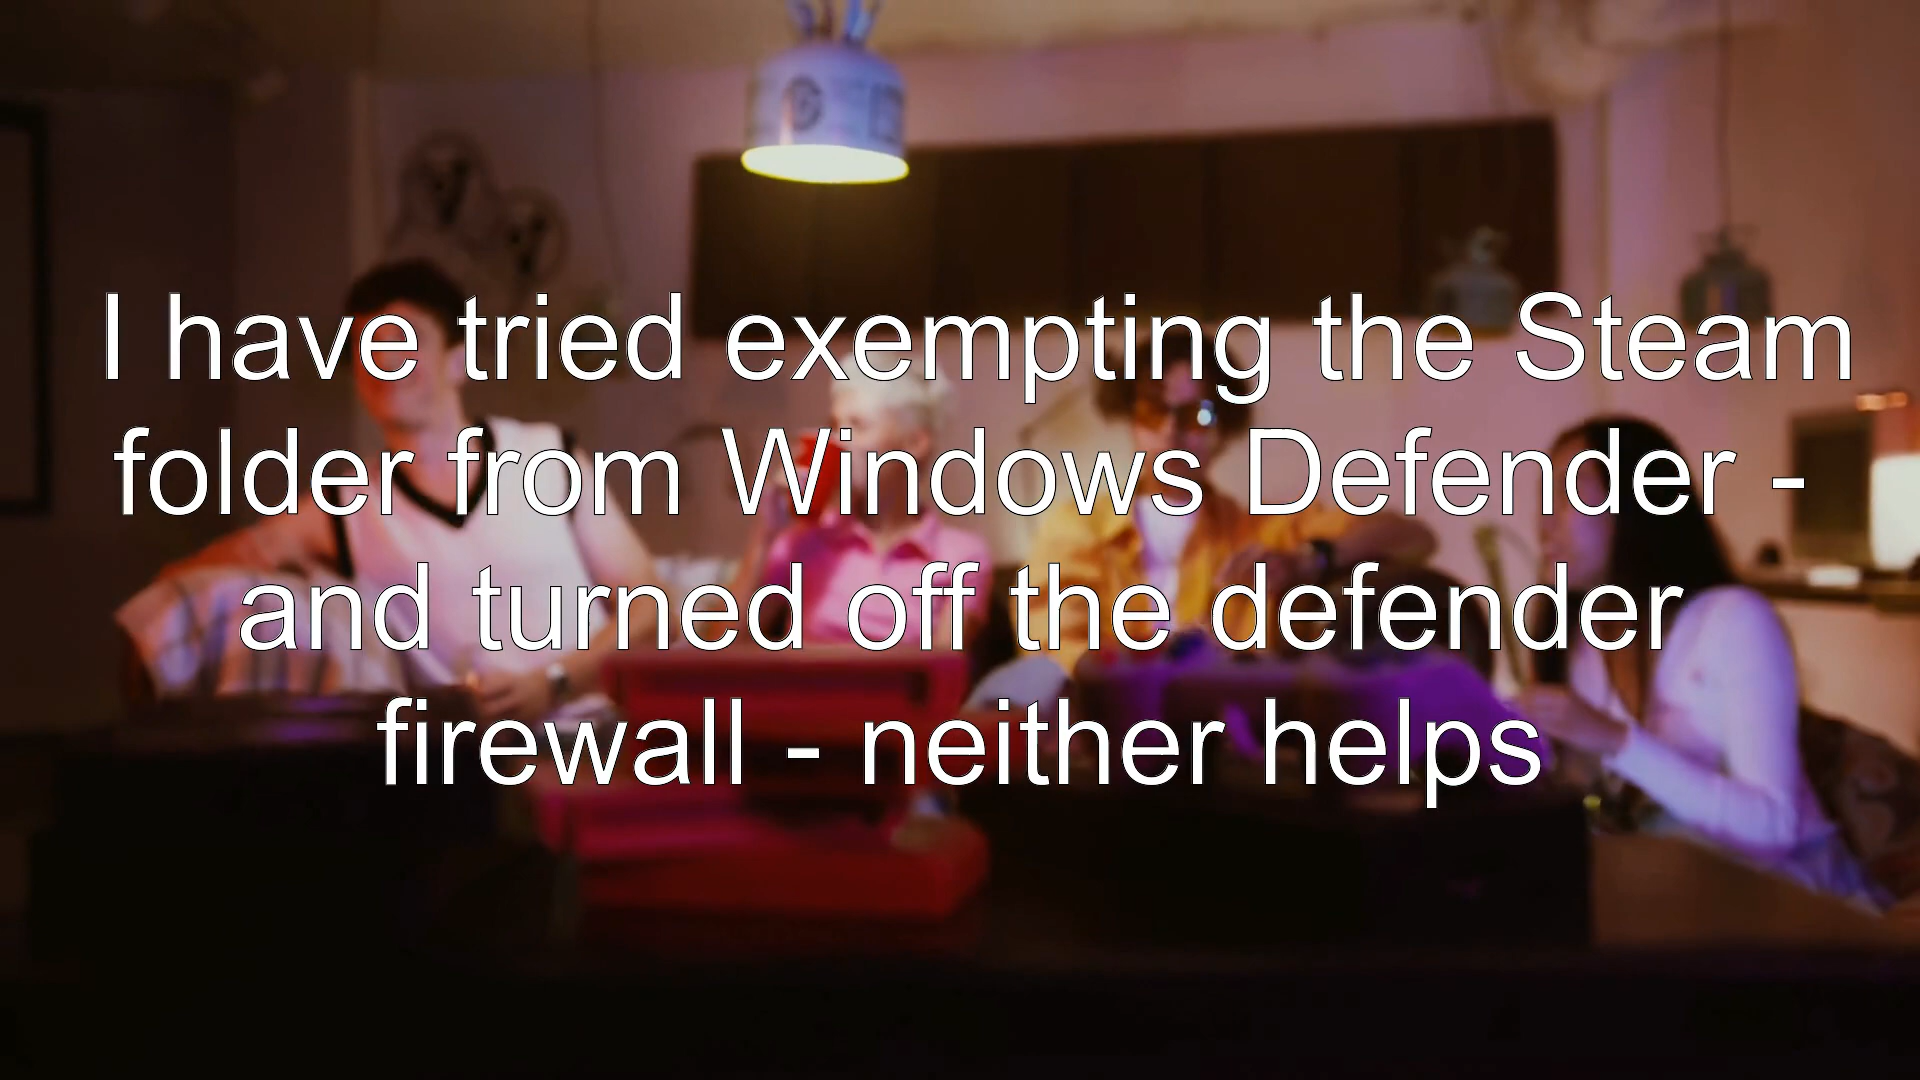 I have tried exempting the Steam
folder from Windows Defender -
and turned off the defender
firewall - neither helps